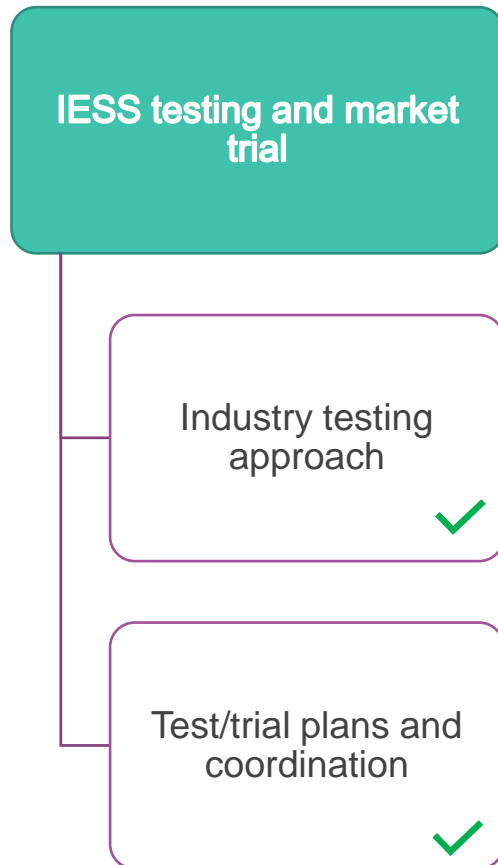 IESS testing and market
trial
Industry testing
approach
Test/trial plans and
coordination